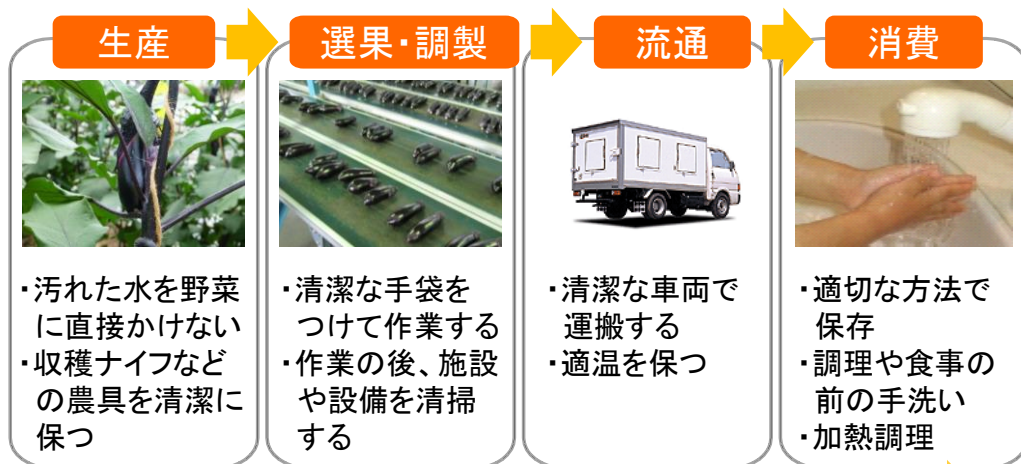 生産
選果・調製
流通
消費
・汚れた水を野菜
に直接かけない
・収穫ナイフなど
の農具を清潔に
保つ
・清潔な手袋を
つけて作業する
・作業の後、施設
や設備を清掃
する
・清潔な車両で
運搬する
・適温を保つ
・適切な方法で
保存
・調理や食事の
前の手洗い
・加熱調理